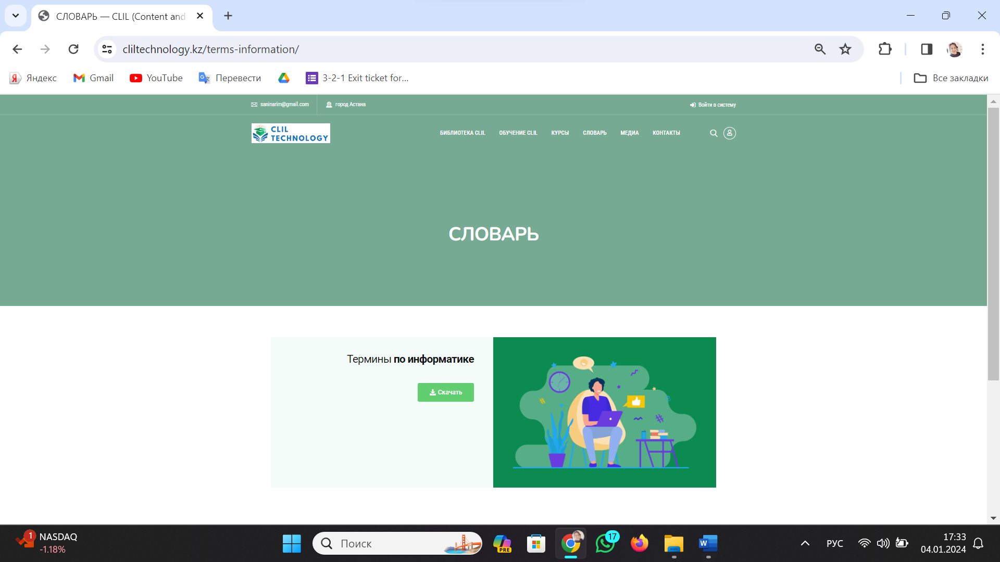 СЛОВАРЬ — CLIL (Content and
cliltechnology.kz/terms-information/
Яндекс
Gmail
YouTube
Перевести
3-2-1 Exit ticket for...
Все закладки
saninarim@gmail.com
город Астана
Войти в систему
CLIL
TECHNOLOGY
БИБЛИОТЕКА CLIL
ОБУЧЕНИЕ CLIL
КУРСЫ
СЛОВАРЬ
МЕДИА
КОНТАКТЫ
СЛОВАРЬ
Термины по информатике
Скачать
1
NASDAQ
-1.18%
Поиск
PRE
17
W
РУС
17:33
04.01.2024